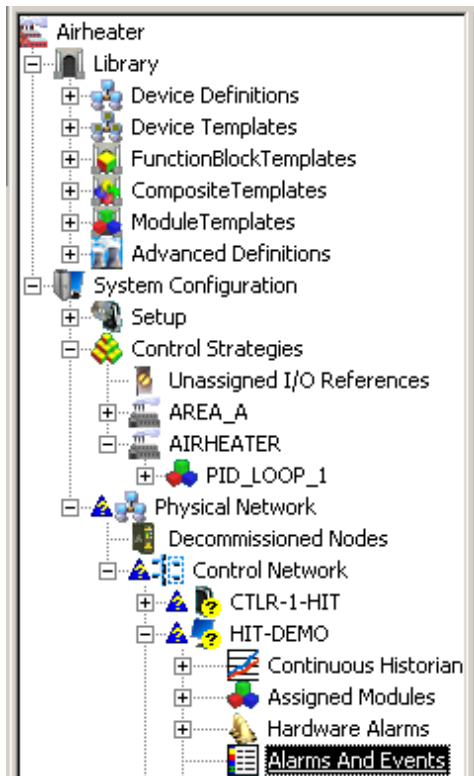 Airheater
Library
Device Definitions
Device Templates
FunctionBlockTemplates
CompositeTemplates
ModuleTemplates
Advanced Definitions
System Configuration
Setup
Control Strategies
Unassigned I/O References
AREA_A
AIRHEATER
PID_LOOP_1
Physical Network
Decommissioned Nodes
Control Network
CTLR-1-HIT
HIT-DEMO
Continuous Historian
Assigned Modules
Hardware Alarms
Alarms And Events